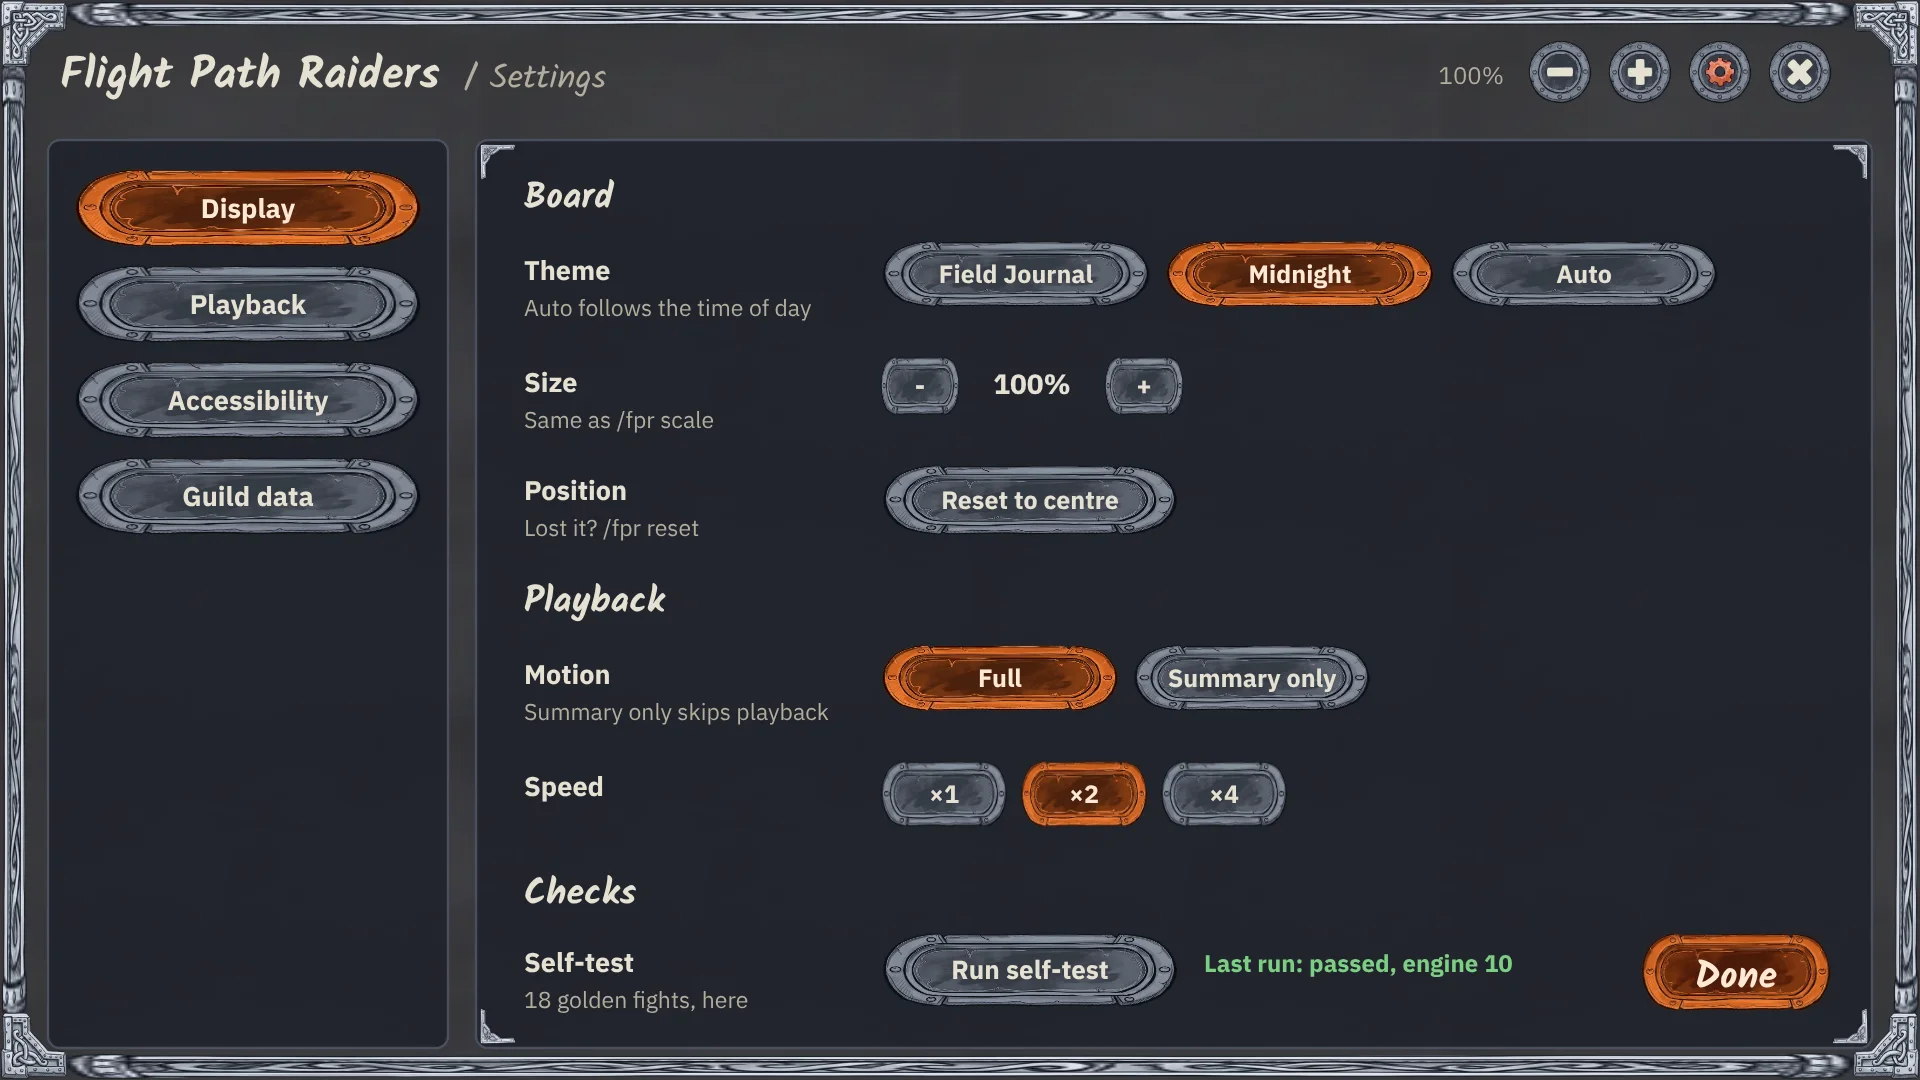 Flight Path Raiders / Settings
100%
Display
Playback
Accessibility
Guild data
Board
Theme
Auto follows the time of day
Field Journal
Midnight
Auto
Size
Same as /fpr scale
-
100%
+
Position
Lost it? /fpr reset
Reset to centre
Playback
Motion
Summary only skips playback
Full
Summary only
Speed
×1
×2
×4
Checks
Self-test
18 golden fights, here
Run self-test
Last run: passed, engine 10
Done